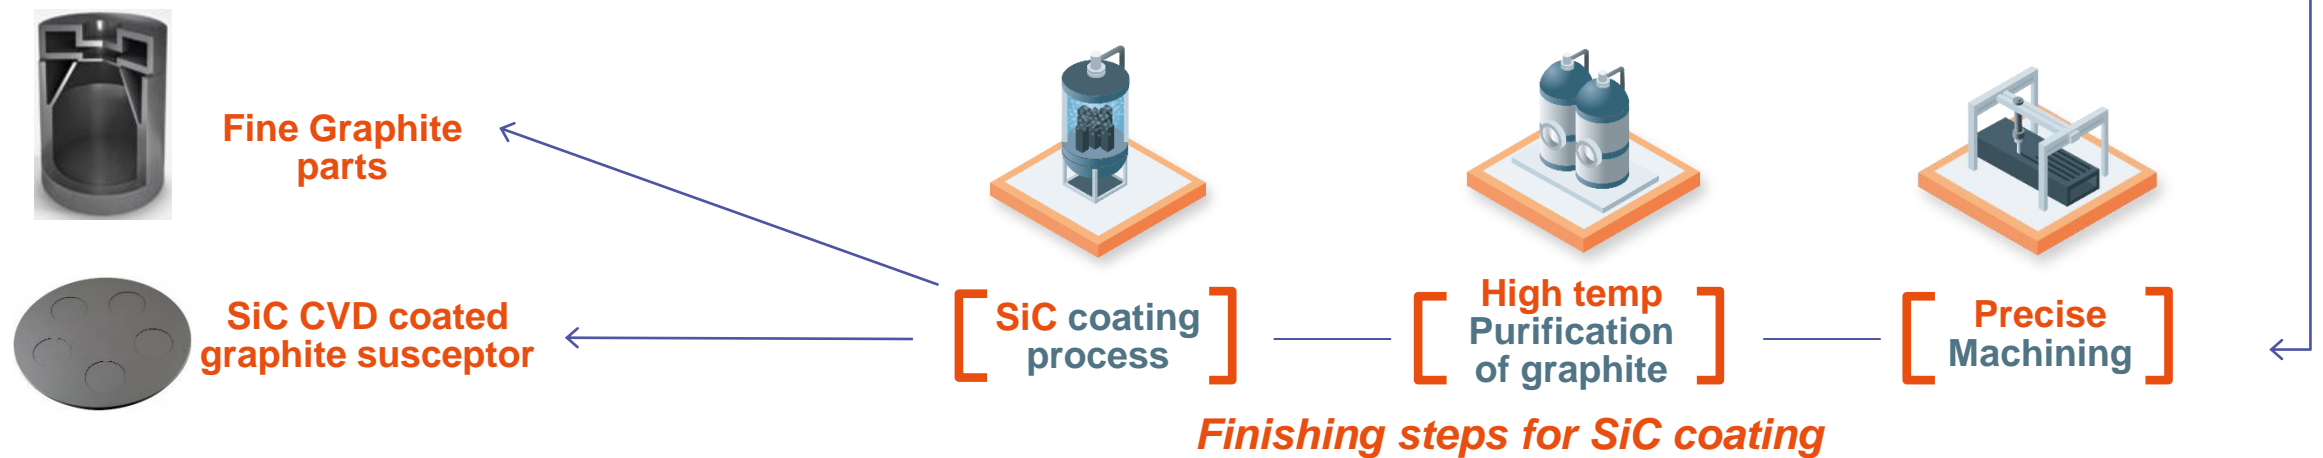 Fine Graphite
parts
SiC CVD coated
graphite susceptor
SiC coating
process
High temp
Purification
of graphite
Precise
Machining
Finishing steps for SiC coating